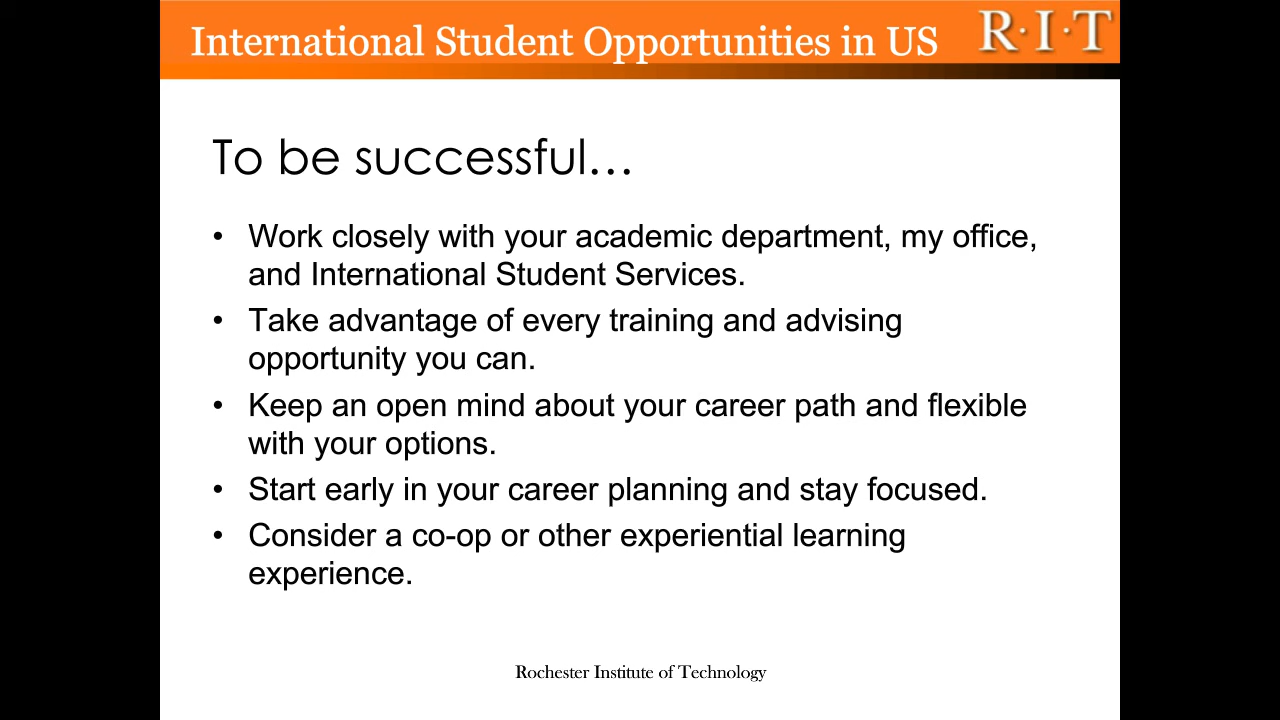 International Student Opportunities in US R·I·T
To be successful…
• Work closely with your academic department, my office,
and International Student Services.
• Take advantage of every training and advising
opportunity you can.
• Keep an open mind about your career path and flexible
with your options.
• Start early in your career planning and stay focused.
• Consider a co-op or other experiential learning
experience.
Rochester Institute of Technology